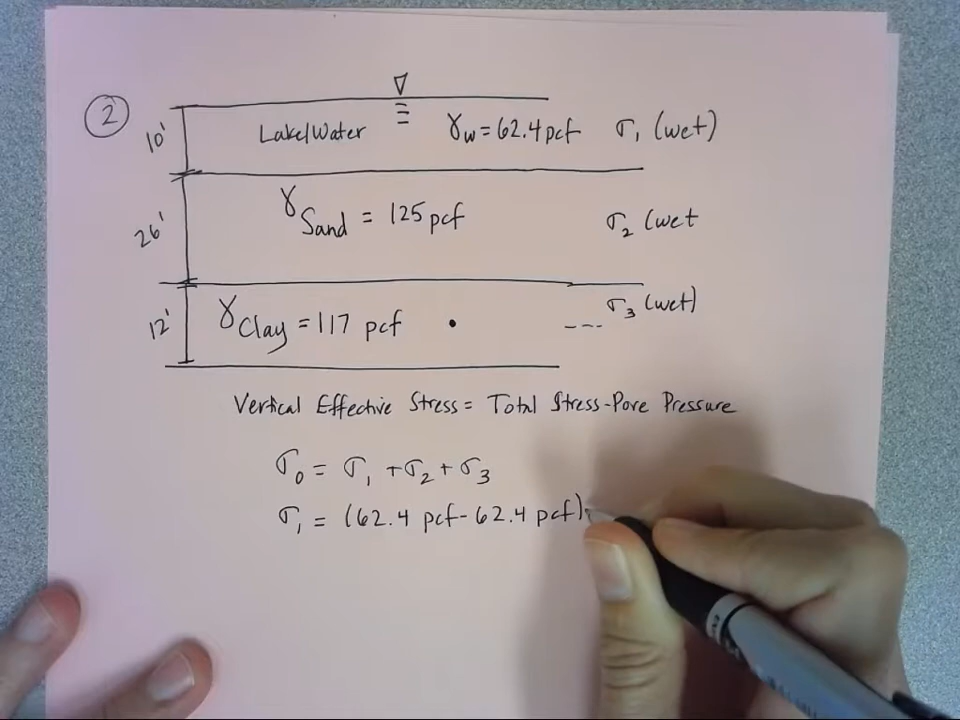 2
10' Lake/Water γw = 62.4 pcf σ1 (wet)
26' γSand = 125 pcf σ2 (wet
12' γClay = 117 pcf σ3 (wet)
Vertical Effective Stress = Total Stress-Pore Pressure
σo = σ1 + σ2 + σ3
σ1 = (62.4 pcf - 62.4 pcf)